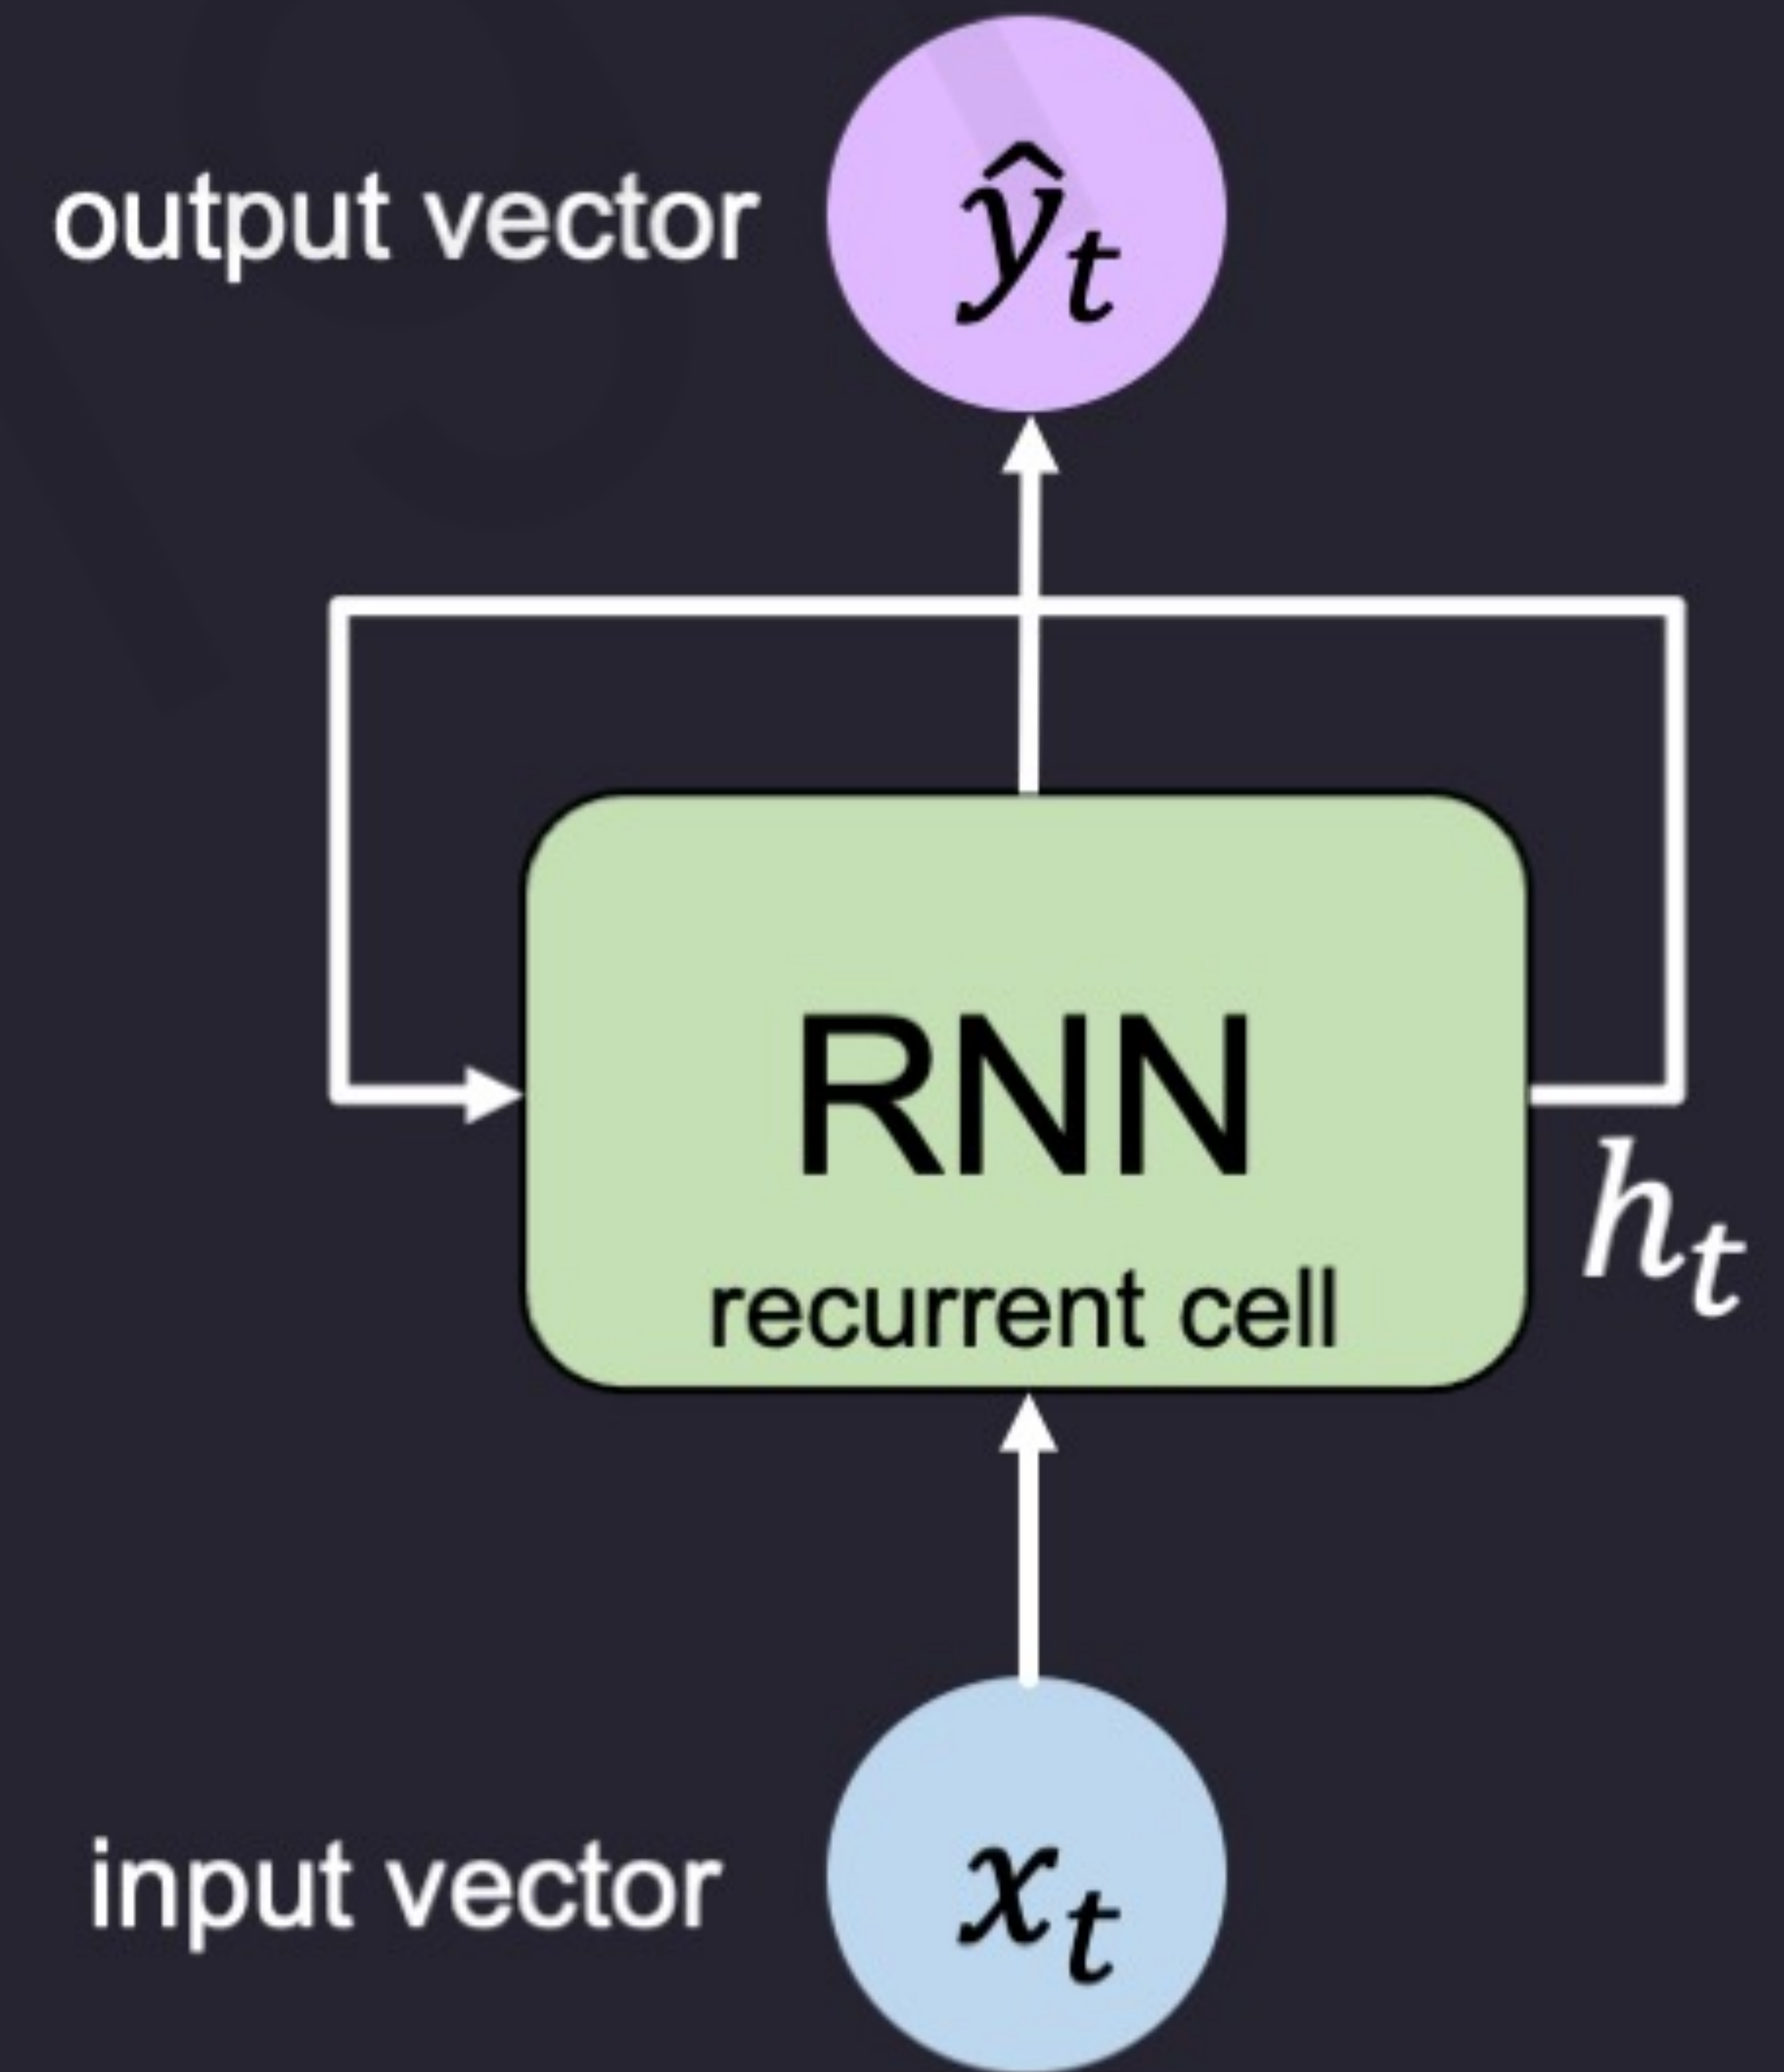 output vector
ŷₜ
RNN
hₜ
recurrent cell
input vector
xₜ